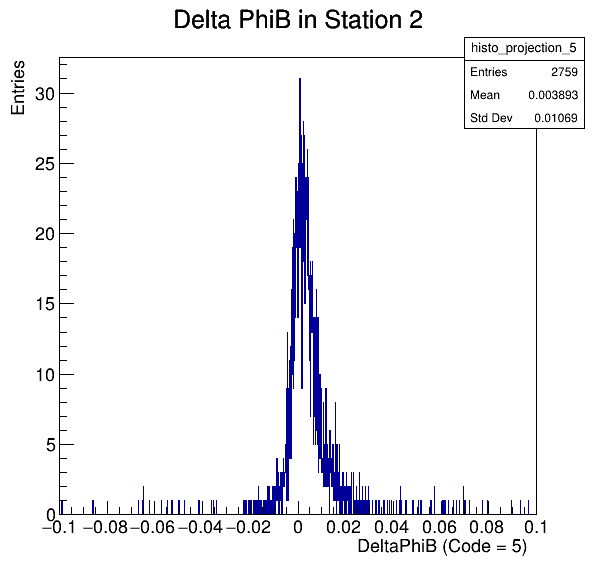 Delta PhiB in Station 2
histo_projection_5
Entries 2759
Mean 0.003893
Std Dev 0.01069
Entries
30
25
20
15
10
5
0
−0.1 −0.08 −0.06 −0.04 −0.02 0 0.02 0.04 0.06 0.08 0.1
DeltaPhiB (Code = 5)